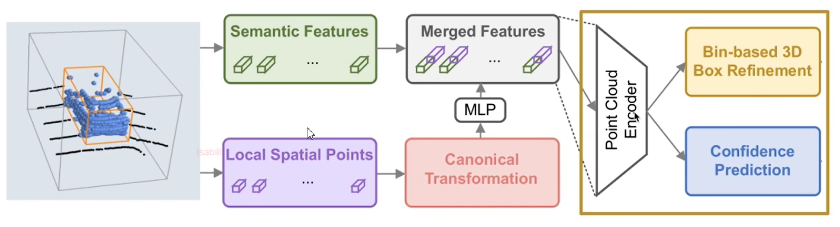 Semantic Features
...
Merged Features
...
MLP
Local Spatial Points
...
Canonical
Transformation
Point Cloud
Encoder
Bin-based 3D
Box Refinement
Confidence
Prediction